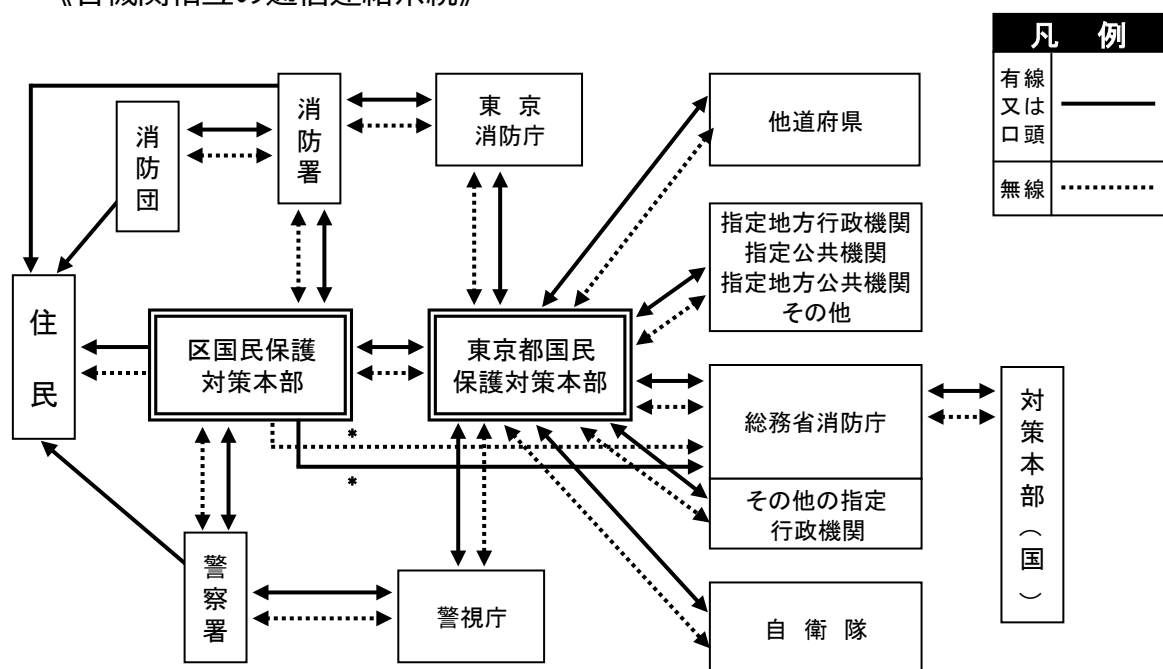 《各機関相互の通信連絡系統》
凡 例
有線
又は
口頭
無線
消防署
消防団
東 京
消防庁
他道府県
指定地方行政機関
指定公共機関
指定地方公共機関
その他
住民
区国民保護
対策本部
東京都国民
保護対策本部
総務省消防庁
対策本部(国)
*
*
その他の指定
行政機関
警察署
警視庁
自 衛 隊